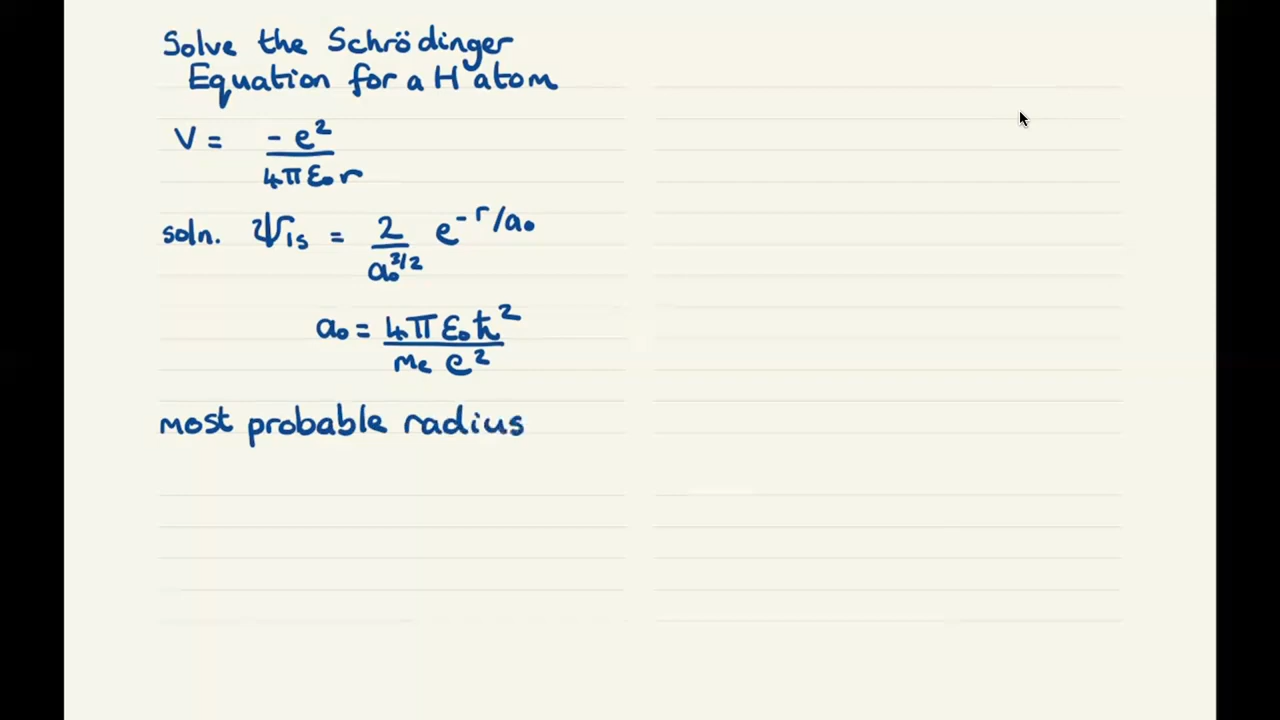 Solve the Schrödinger
Equation for a H atom
V = -e² / 4πε₀r
soln. Ψ₁ₛ = 2 / a₀^(3/2) e^(-r/a₀)
a₀ = 4πε₀ħ² / mₑe²
most probable radius